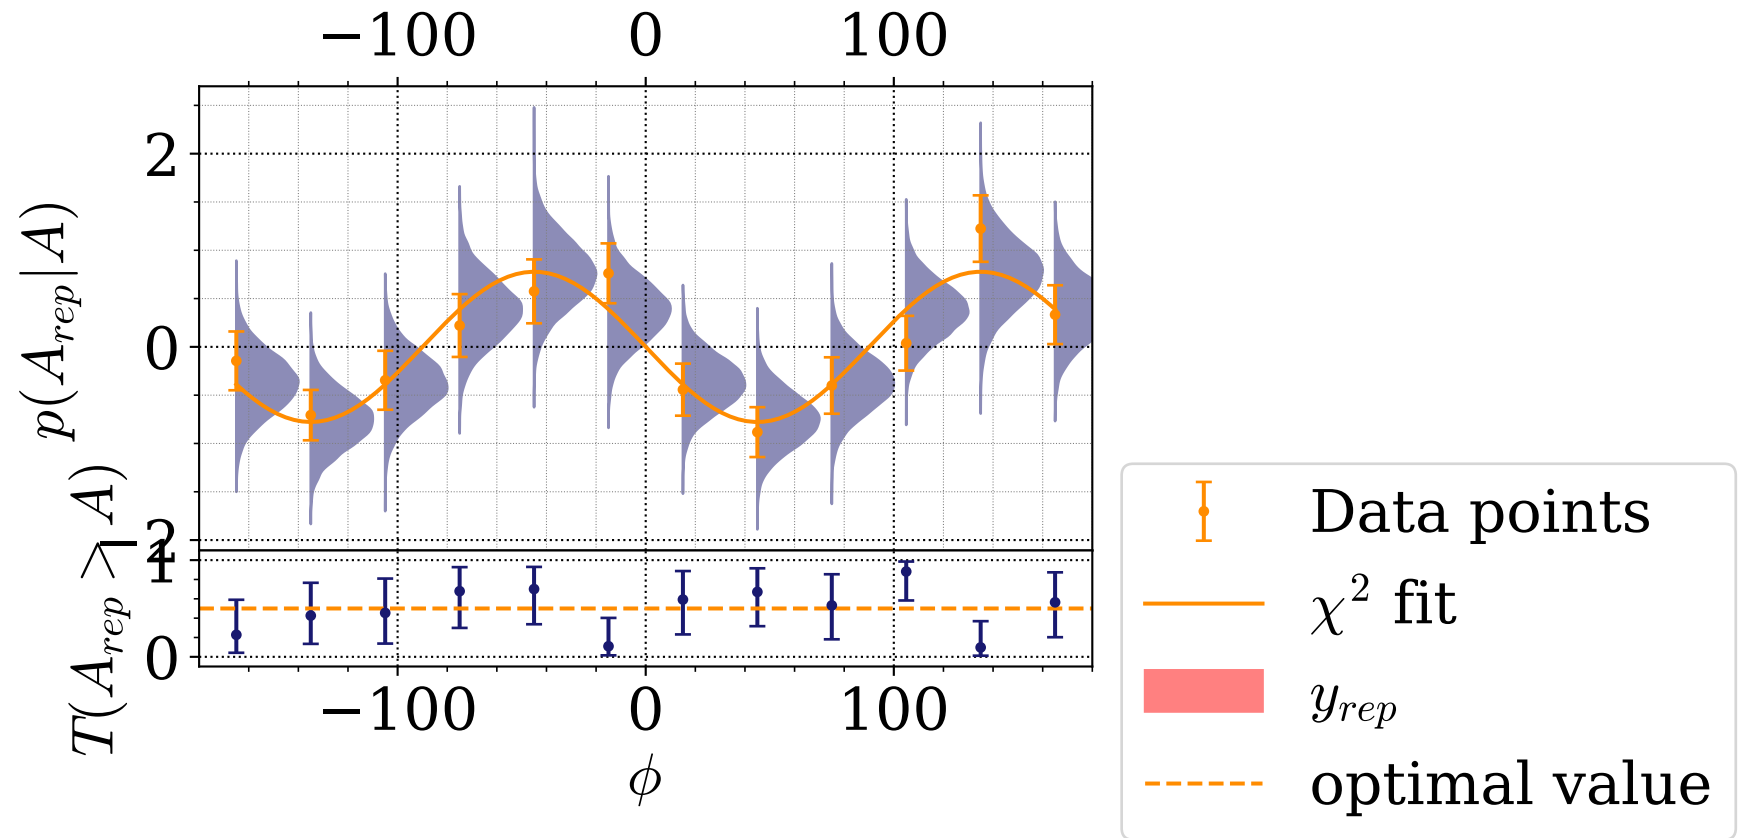 −100 0 100
2
0
−2
p(A_rep|A)
1
0
T(A_rep > A)
−100 0 100
ϕ
Data points
χ² fit
y_rep
optimal value